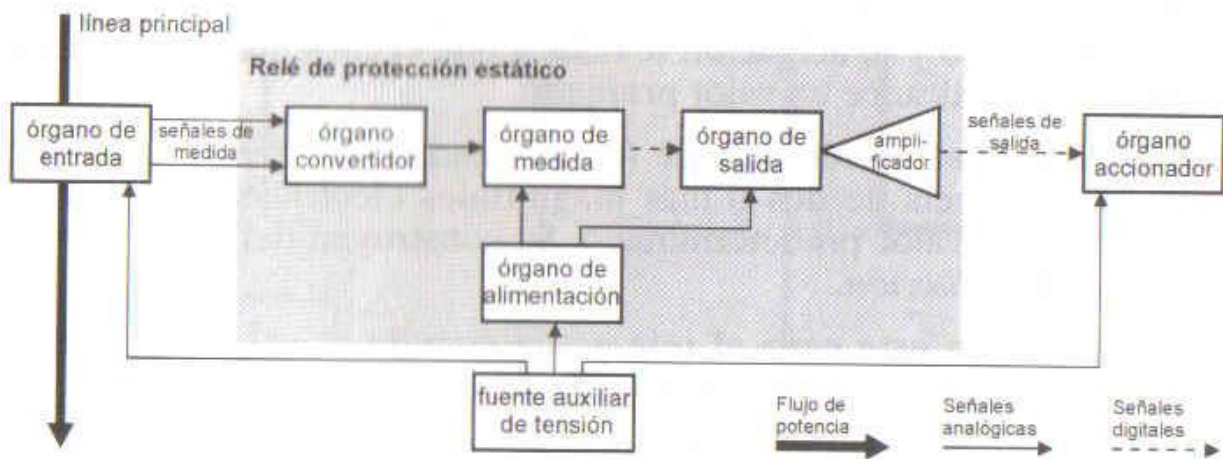 línea principal
Relé de protección estático
órgano de
entrada
señales de
medida
órgano
convertidor
órgano de
medida
órgano de
salida
ampli-
ficador
señales de
salida
órgano
accionador
órgano de
alimentación
fuente auxiliar
de tensión
Flujo de
potencia
Señales
analógicas
Señales
digitales